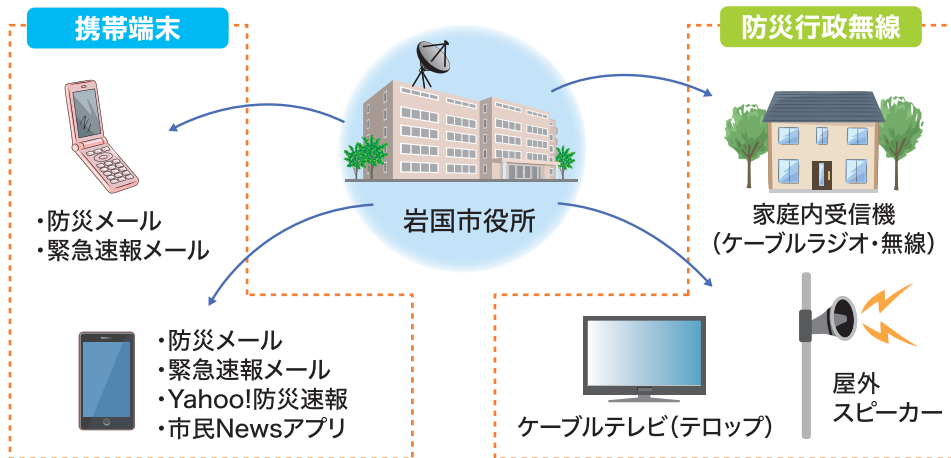 携帯端末
防災行政無線
・防災メール
・緊急速報メール
岩国市役所
家庭内受信機
(ケーブルラジオ・無線)
・防災メール
・緊急速報メール
・Yahoo!防災速報
・市民Newsアプリ
ケーブルテレビ(テロップ)
屋外
スピーカー